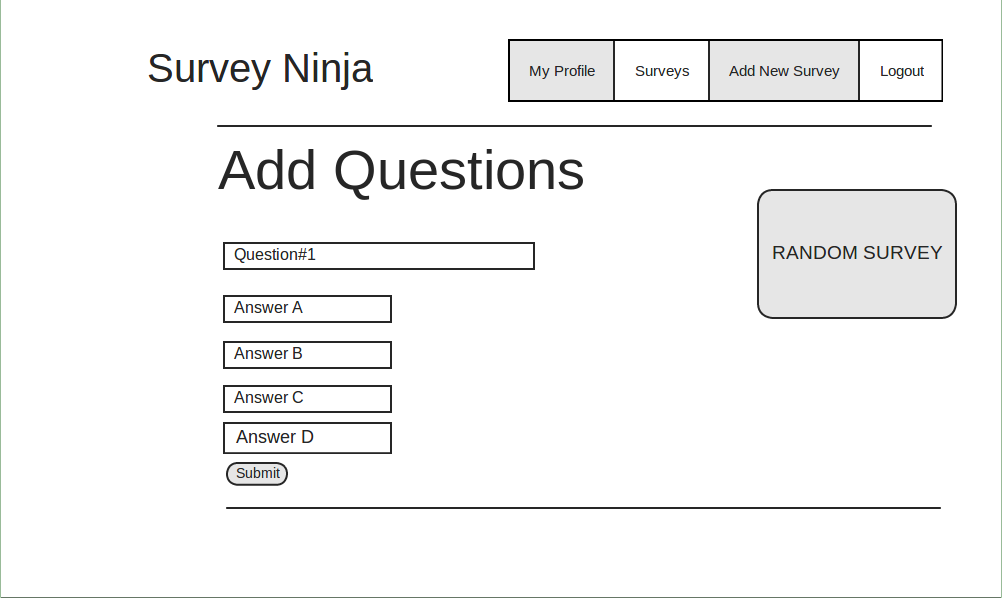 Survey Ninja
My Profile Surveys Add New Survey Logout
Add Questions
RANDOM SURVEY
Question#1
Answer A
Answer B
Answer C
Answer D
Submit